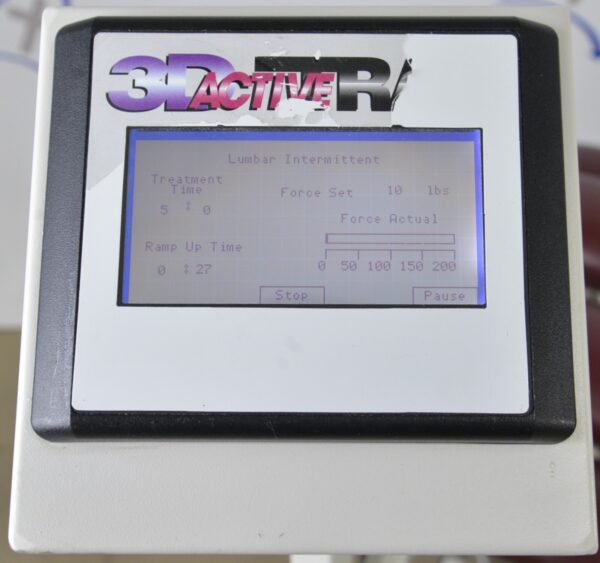 3D ACTIVE TRA
Lumbar Intermittent
Treatment
Time
5 : 0
Force Set 10 lbs
Force Actual
Ramp Up Time
0 : 27
0 50 100 150 200
Stop Pause